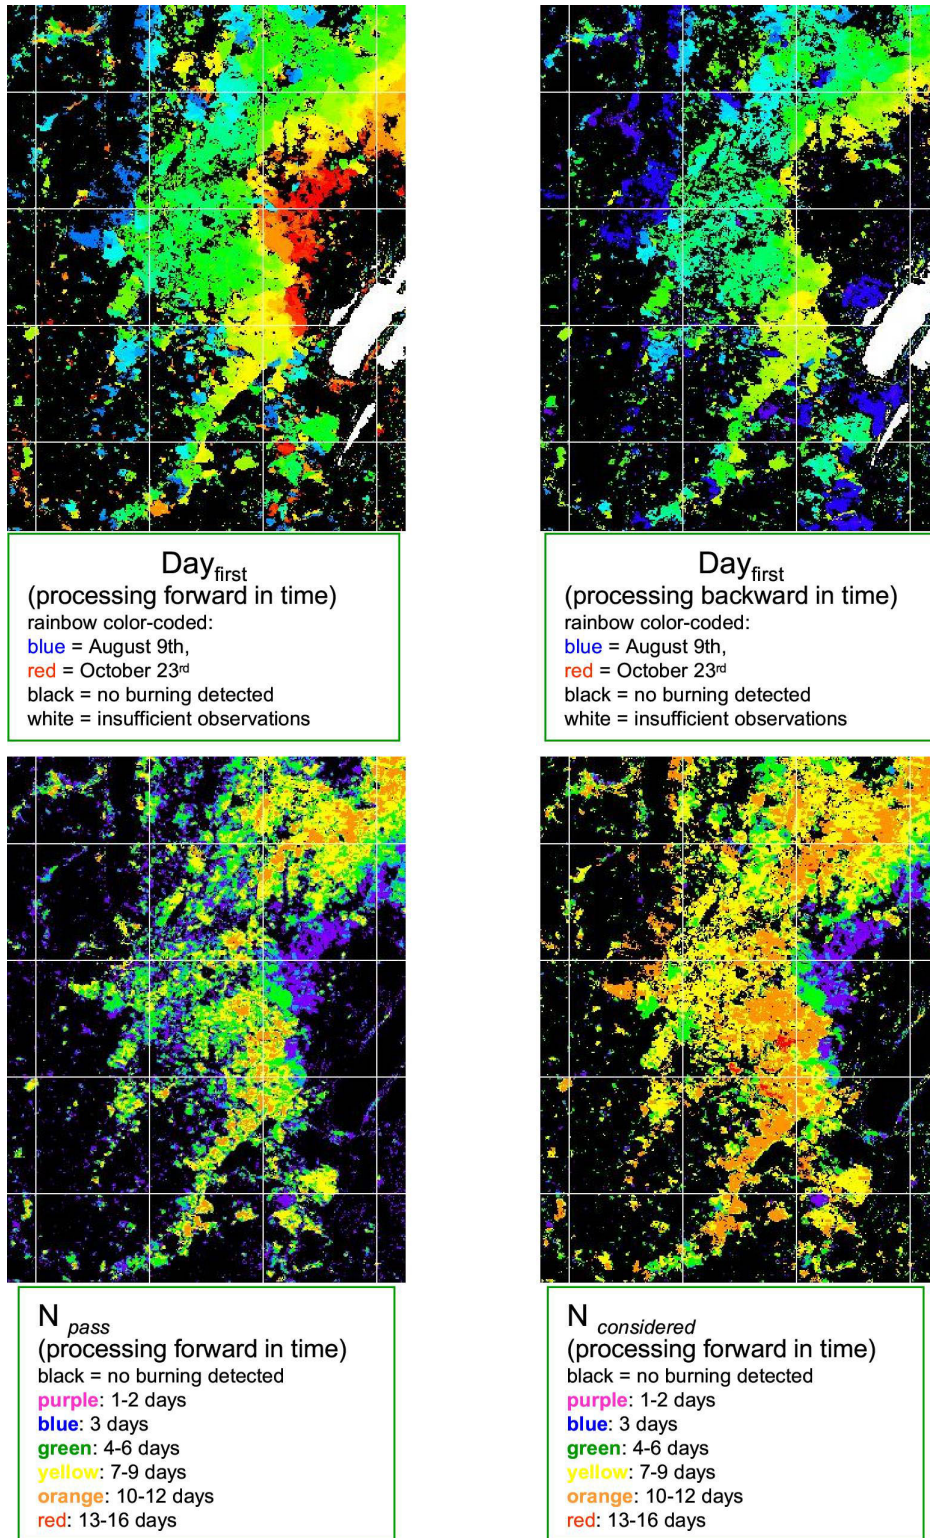 Dayfirst
(processing forward in time)
rainbow color-coded:
blue = August 9th,
red = October 23rd
black = no burning detected
white = insufficient observations
Dayfirst
(processing backward in time)
rainbow color-coded:
blue = August 9th,
red = October 23rd
black = no burning detected
white = insufficient observations
N pass
(processing forward in time)
black = no burning detected
purple: 1-2 days
blue: 3 days
green: 4-6 days
yellow: 7-9 days
orange: 10-12 days
red: 13-16 days
N considered
(processing forward in time)
black = no burning detected
purple: 1-2 days
blue: 3 days
green: 4-6 days
yellow: 7-9 days
orange: 10-12 days
red: 13-16 days